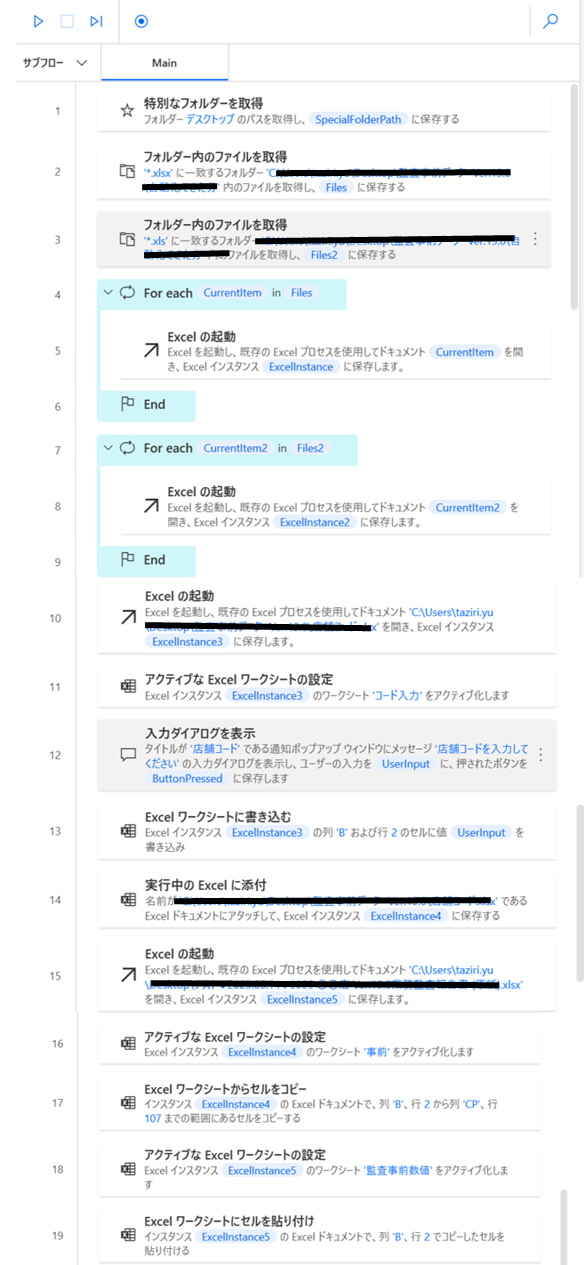 サブフロー
Main
1
特別なフォルダーを取得
フォルダー デスクトップ のパスを取得し、 SpecialFolderPath に保存する
2
フォルダー内のファイルを取得
'*.xlsx' に一致するフォルダー 'C
内のファイルを取得し、 Files に保存する
3
フォルダー内のファイルを取得
'*.xls' に一致するフォルダー
ファイルを取得し、 Files2 に保存する
4
For each CurrentItem in Files
5
Excel の起動
Excel を起動し、既存の Excel プロセスを使用してドキュメント CurrentItem を開
き、Excel インスタンス ExcelInstance に保存します。
6
End
7
For each CurrentItem2 in Files2
8
Excel の起動
Excel を起動し、既存の Excel プロセスを使用してドキュメント CurrentItem2 を
開き、Excel インスタンス ExcelInstance2 に保存します。
9
End
10
Excel の起動
Excel を起動し、既存の Excel プロセスを使用してドキュメント 'C:\Users\taziri.yu
を開き、Excel インスタンス
ExcelInstance3 に保存します。
11
アクティブな Excel ワークシートの設定
Excel インスタンス ExcelInstance3 のワークシート 'コード入力' をアクティブ化します
12
入力ダイアログを表示
タイトルが '店舗コード' である通知ポップアップ ウィンドウにメッセージ '店舗コードを入力して
ください' の入力ダイアログを表示し、ユーザーの入力を UserInput に、押されたボタンを
ButtonPressed に保存します
13
Excel ワークシートに書き込む
Excel インスタンス ExcelInstance3 の列 'B' および行 2 のセルに値 UserInput を
書き込み
14
実行中の Excel に添付
名前が である
Excel ドキュメントにアタッチして、Excel インスタンス ExcelInstance4 に保存する
15
Excel の起動
Excel を起動し、既存の Excel プロセスを使用してドキュメント 'C:\Users\taziri.yu
.xlsx'
を開き、Excel インスタンス ExcelInstance5 に保存します。
16
アクティブな Excel ワークシートの設定
Excel インスタンス ExcelInstance4 のワークシート '事前' をアクティブ化します
17
Excel ワークシートからセルをコピー
インスタンス ExcelInstance4 の Excel ドキュメントで、列 'B'、行 2 から列 'CP'、行
107 までの範囲にあるセルをコピーする
18
アクティブな Excel ワークシートの設定
Excel インスタンス ExcelInstance5 のワークシート '監査事前数値' をアクティブ化しま
す
19
Excel ワークシートにセルを貼り付け
インスタンス ExcelInstance5 の Excel ドキュメントで、列 'B'、行 2 でコピーしたセルを
貼り付ける